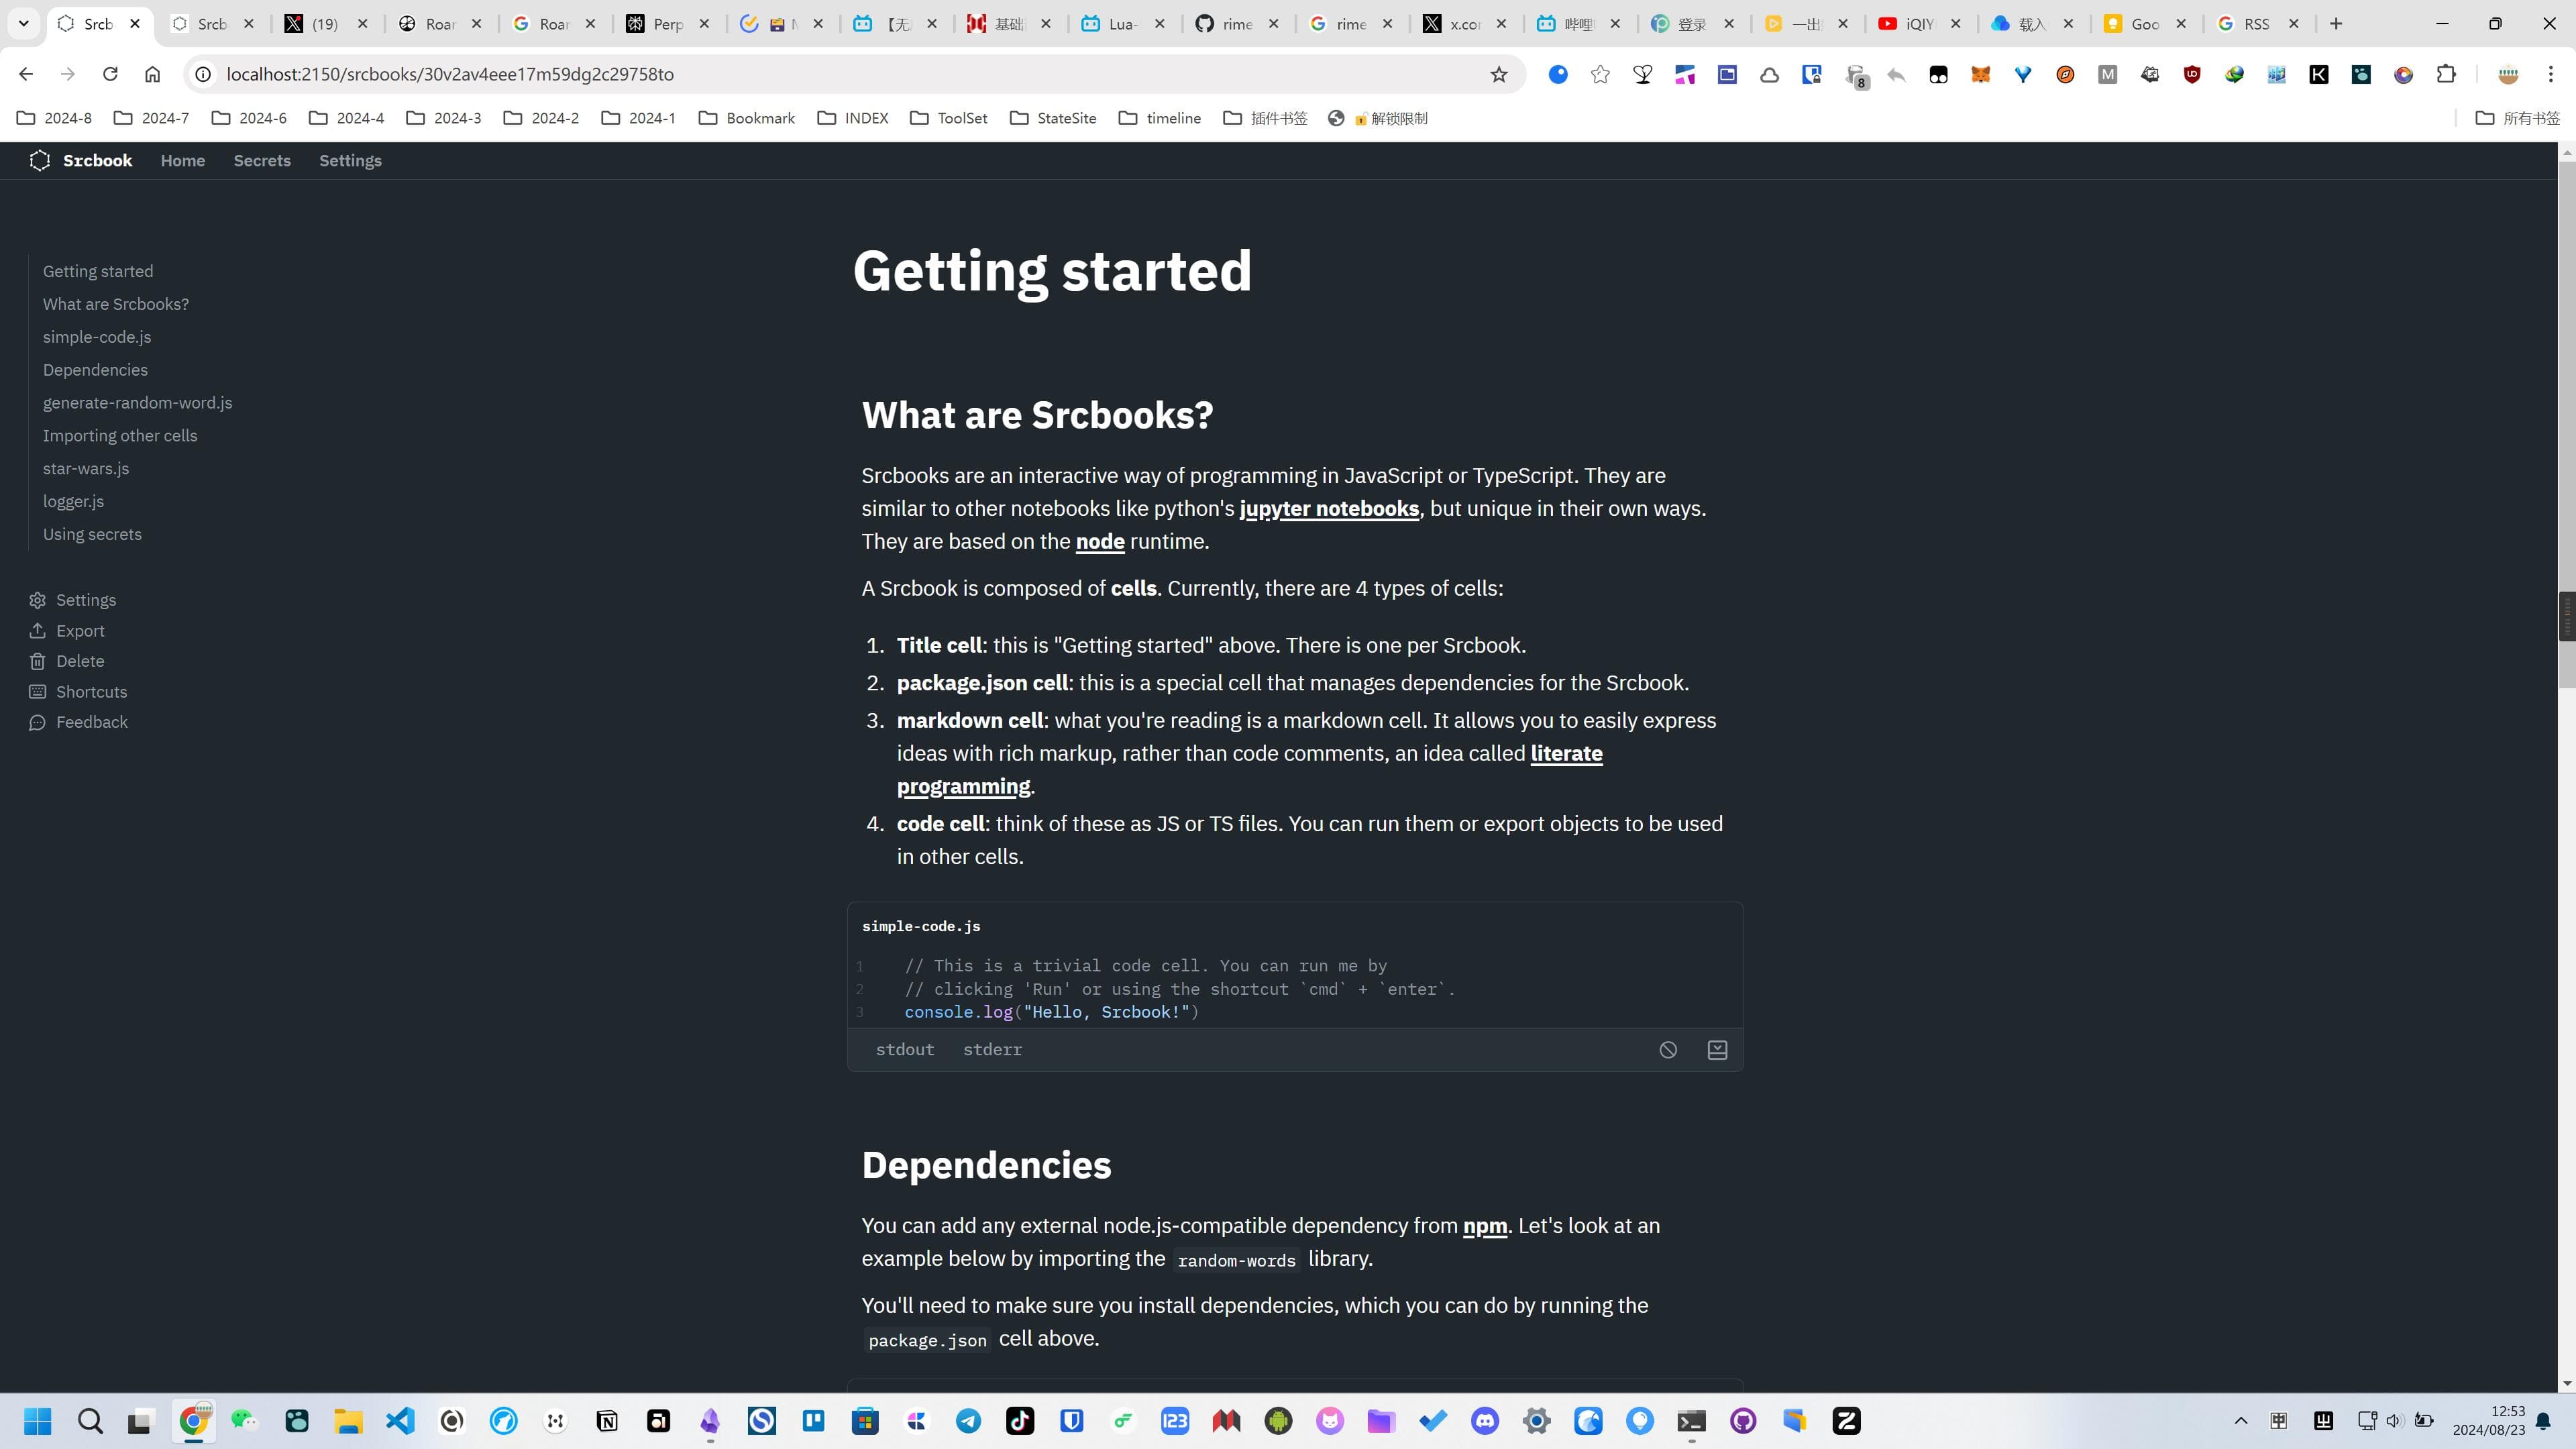 Srcb
Srcb
(19)
Roar
Roar
Perp
【无
基础
Lua-
rime
rime
x.cor
哔哩
登录
一出
iQIY
载入
Goo
RSS
localhost:2150/srcbooks/30v2av4eee17m59dg2c29758to
8
2024-8
2024-7
2024-6
2024-4
2024-3
2024-2
2024-1
Bookmark
INDEX
ToolSet
StateSite
timeline
插件书签
🔓解锁限制
所有书签
Srcbook
Home
Secrets
Settings
Getting started
What are Srcbooks?
simple-code.js
Dependencies
generate-random-word.js
Importing other cells
star-wars.js
logger.js
Using secrets
Settings
Export
Delete
Shortcuts
Feedback
Getting started
What are Srcbooks?
Srcbooks are an interactive way of programming in JavaScript or TypeScript. They are
similar to other notebooks like python's jupyter notebooks, but unique in their own ways.
They are based on the node runtime.
A Srcbook is composed of cells. Currently, there are 4 types of cells:
1. Title cell: this is "Getting started" above. There is one per Srcbook.
2. package.json cell: this is a special cell that manages dependencies for the Srcbook.
3. markdown cell: what you're reading is a markdown cell. It allows you to easily express
ideas with rich markup, rather than code comments, an idea called literate
programming.
4. code cell: think of these as JS or TS files. You can run them or export objects to be used
in other cells.
simple-code.js
1 // This is a trivial code cell. You can run me by
2 // clicking 'Run' or using the shortcut `cmd` + `enter`.
3 console.log("Hello, Srcbook!")
stdout
stderr
Dependencies
You can add any external node.js-compatible dependency from npm. Let's look at an
example below by importing the random-words library.
You'll need to make sure you install dependencies, which you can do by running the
package.json cell above.
123
12:53
2024/08/23